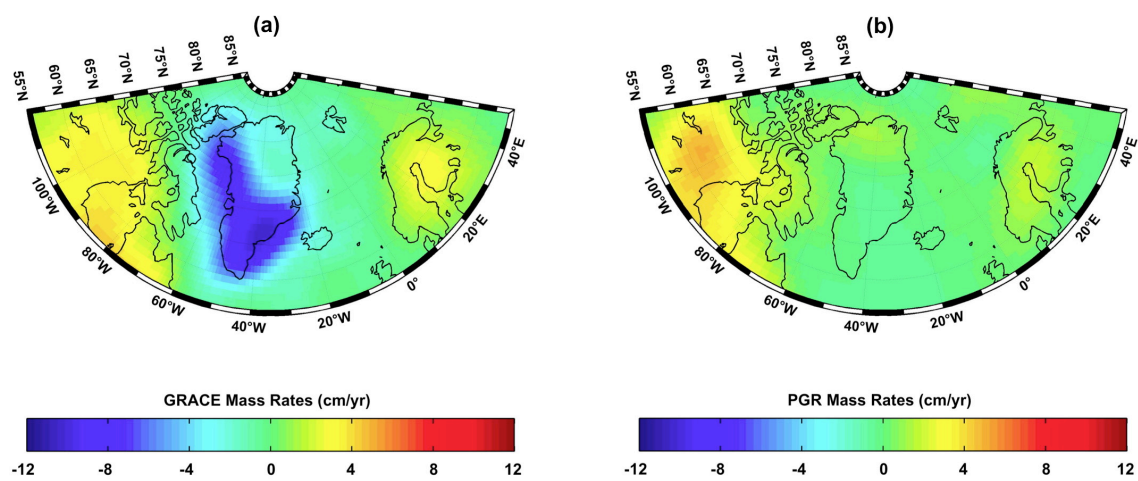 (a)
55°N
60°N
65°N
70°N
75°N
80°N
85°N
100°W
80°W
60°W
40°W
20°W
0°
20°E
40°E
GRACE Mass Rates (cm/yr)
-12 -8 -4 0 4 8 12
(b)
55°N
60°N
65°N
70°N
75°N
80°N
85°N
100°W
80°W
60°W
40°W
20°W
0°
20°E
40°E
PGR Mass Rates (cm/yr)
-12 -8 -4 0 4 8 12